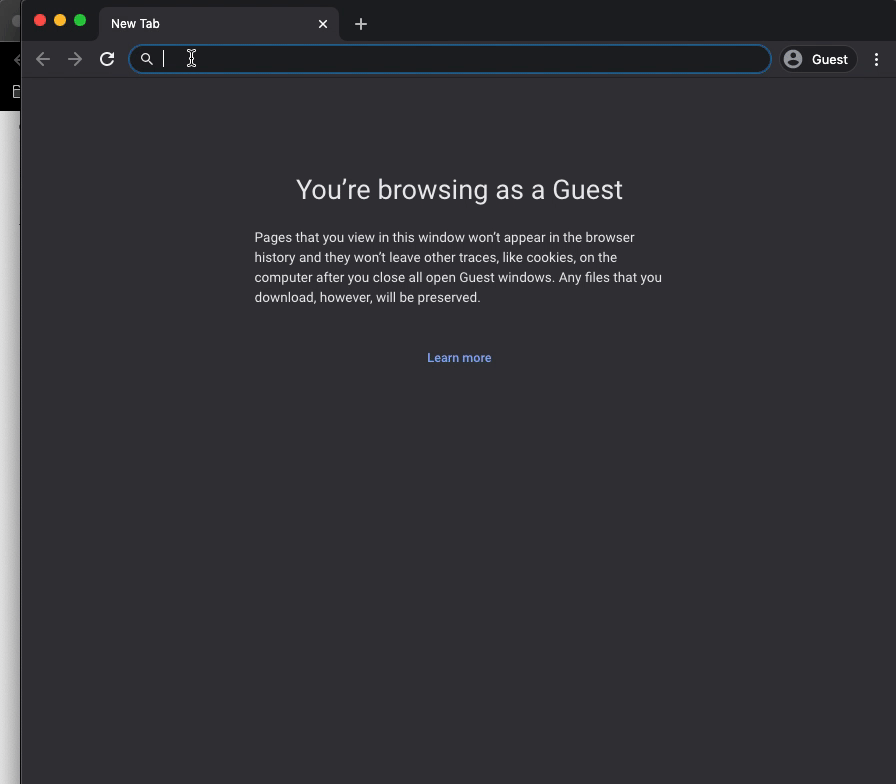 New Tab
Guest
You’re browsing as a Guest
Pages that you view in this window won’t appear in the browser
history and they won’t leave other traces, like cookies, on the
computer after you close all open Guest windows. Any files that you
download, however, will be preserved.
Learn more